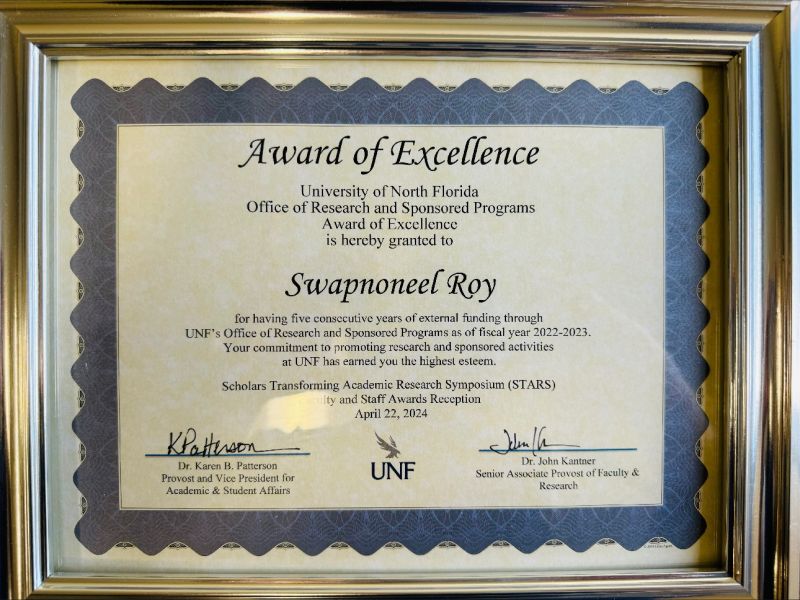 Award of Excellence
University of North Florida
Office of Research and Sponsored Programs
Award of Excellence
is hereby granted to
Swapnoneel Roy
for having five consecutive years of external funding through
UNF's Office of Research and Sponsored Programs as of fiscal year 2022-2023.
Your commitment to promoting research and sponsored activities
at UNF has earned you the highest esteem.
Scholars Transforming Academic Research Symposium (STARS)
Faculty and Staff Awards Reception
April 22, 2024
KPatterson
Dr. Karen B. Patterson
Provost and Vice President for
Academic & Student Affairs
UNF
Dr. John Kantner
Senior Associate Provost of Faculty &
Research